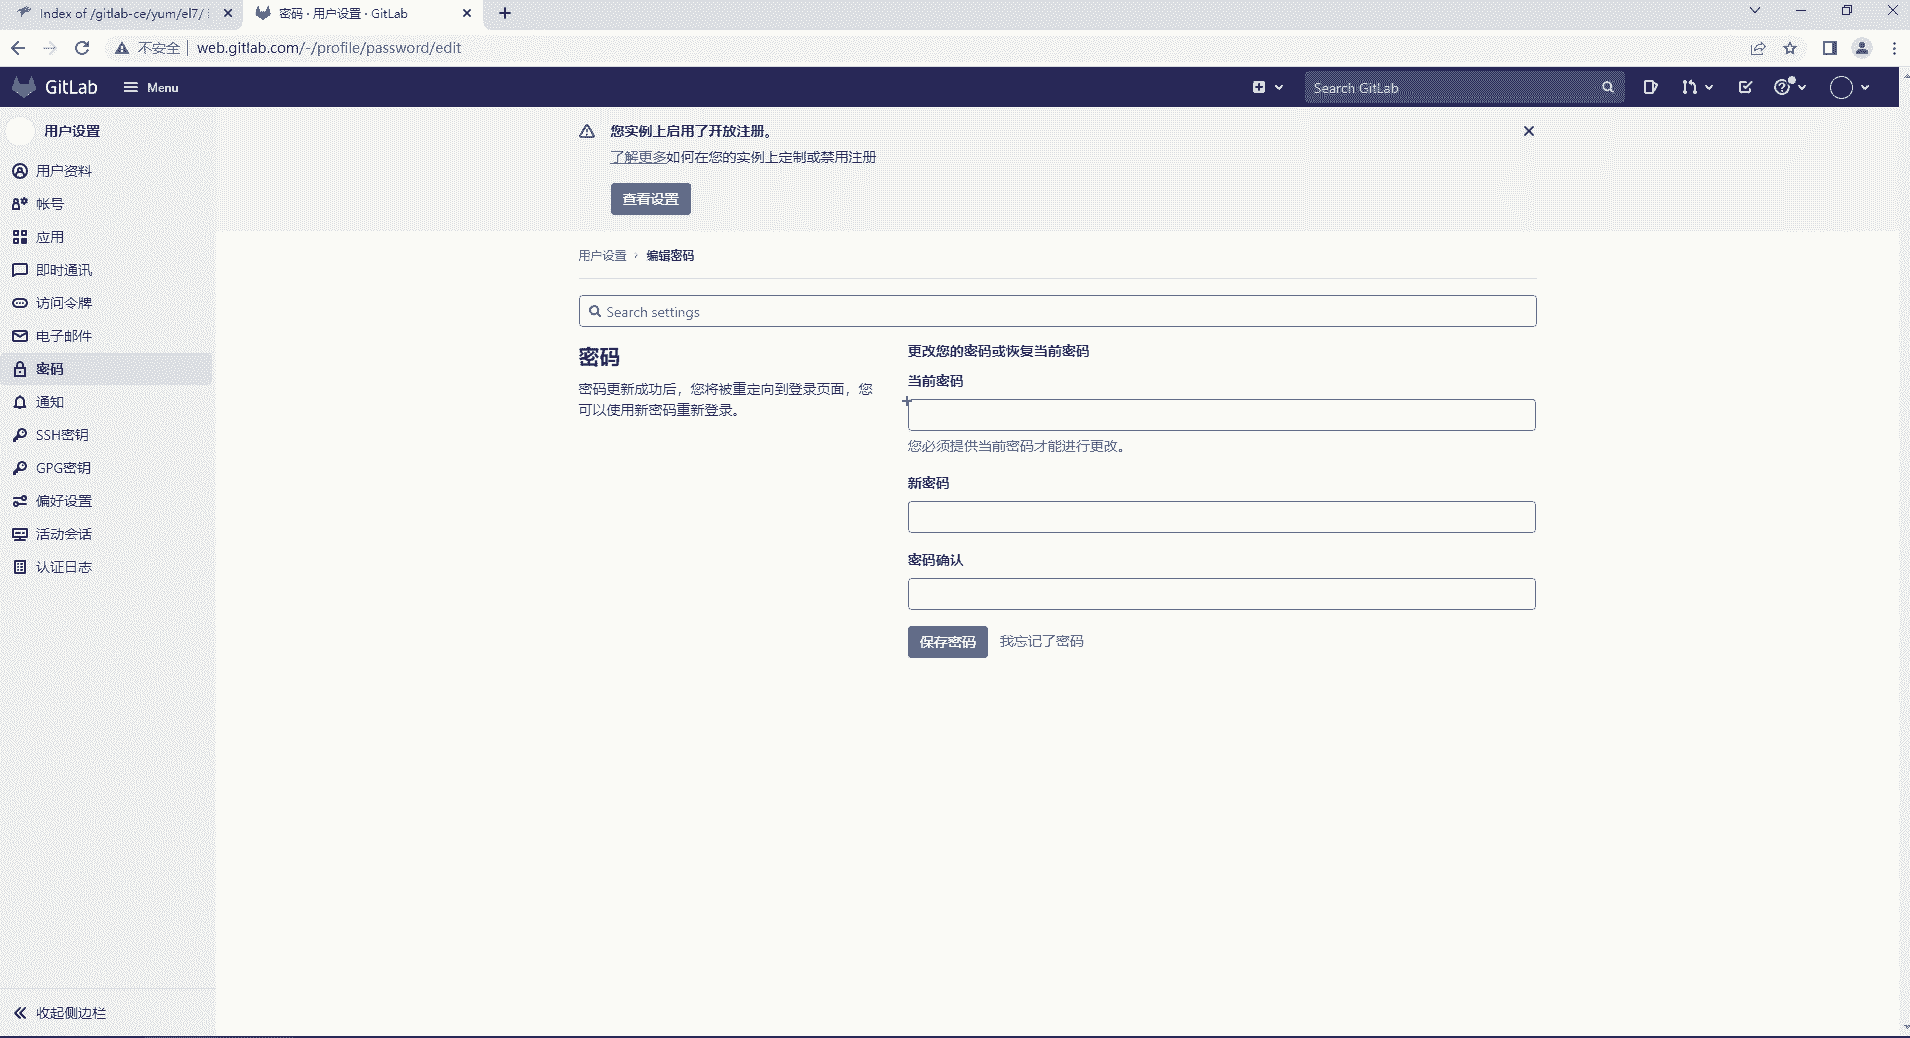 Index of /gitlab-ce/yum/el7/
密码 · 用户设置 · GitLab
不安全
web.gitlab.com/-/profile/password/edit
GitLab
Menu
Search GitLab
用户设置
用户资料
帐号
应用
即时通讯
访问令牌
电子邮件
密码
通知
SSH密钥
GPG密钥
偏好设置
活动会话
认证日志
收起侧边栏
您实例上启用了开放注册。
了解更多如何在您的实例上定制或禁用注册
查看设置
用户设置 › 编辑密码
Search settings
密码
密码更新成功后，您将被重定向到登录页面，您
可以使用新密码重新登录。
更改您的密码或恢复当前密码
当前密码
您必须提供当前密码才能进行更改。
新密码
密码确认
保存密码
我忘记了密码